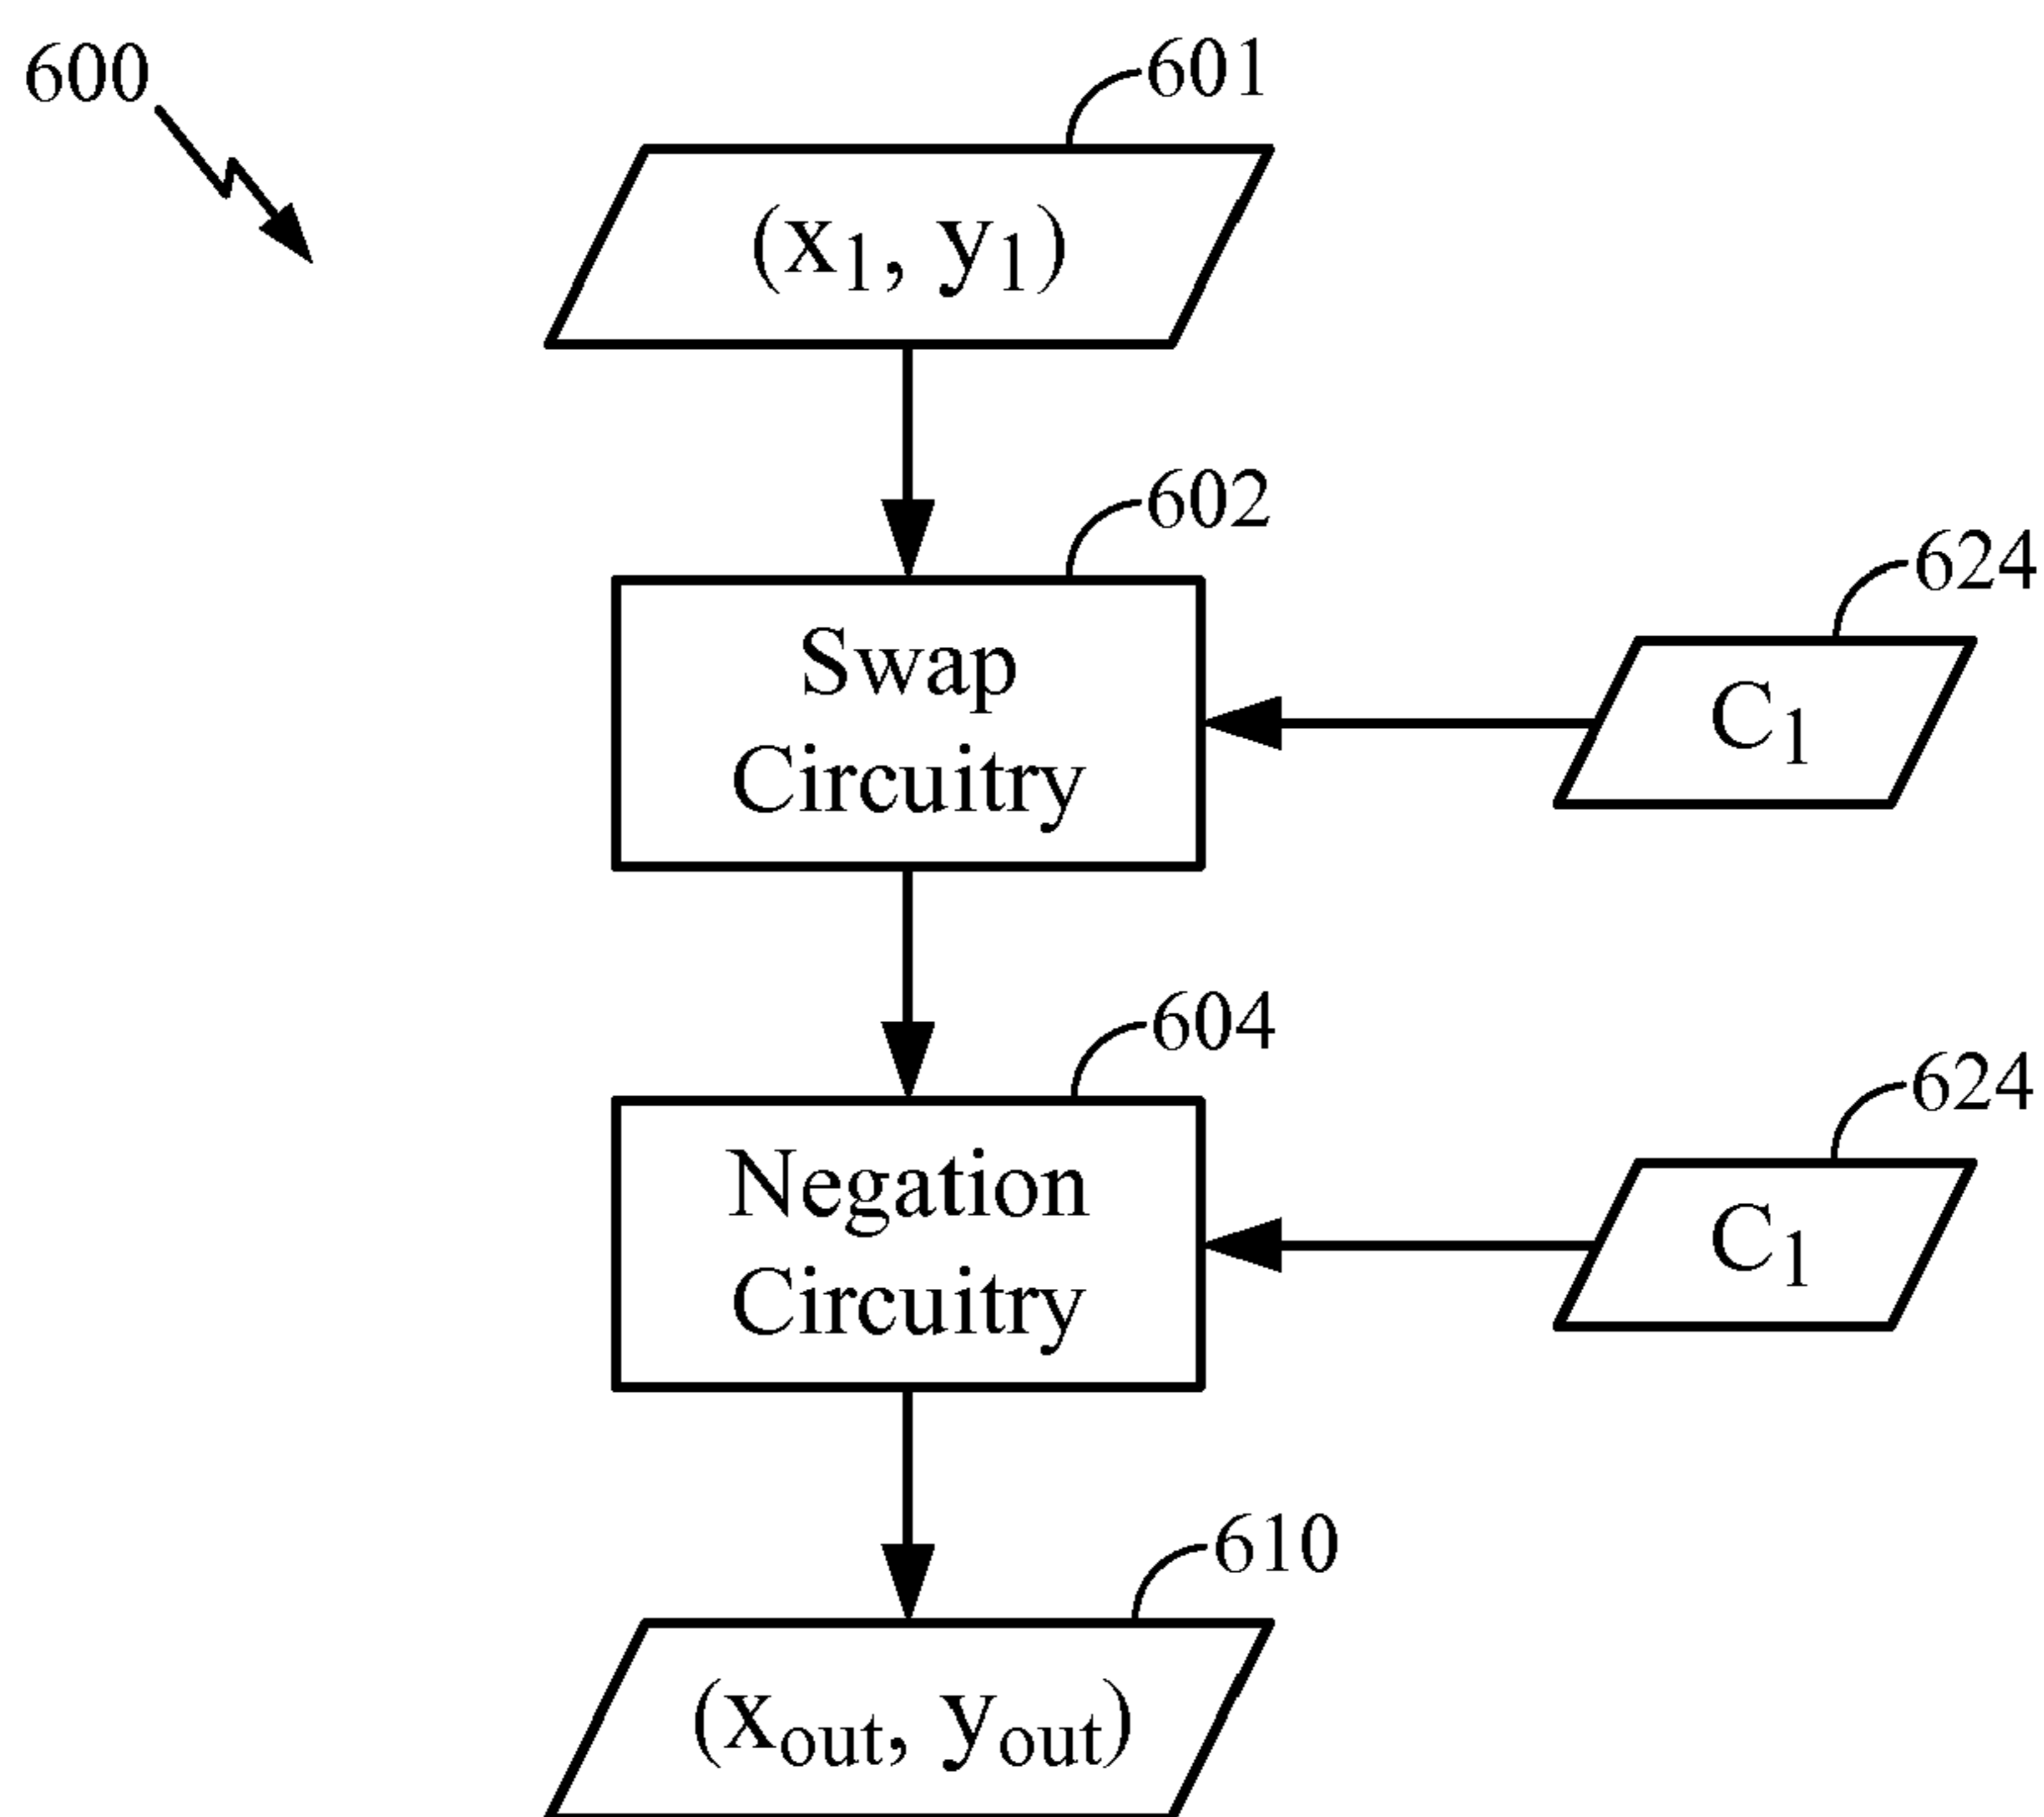 600
601
(x₁, y₁)
602
Swap
Circuitry
624
C₁
604
Negation
Circuitry
624
C₁
610
(xout, yout)